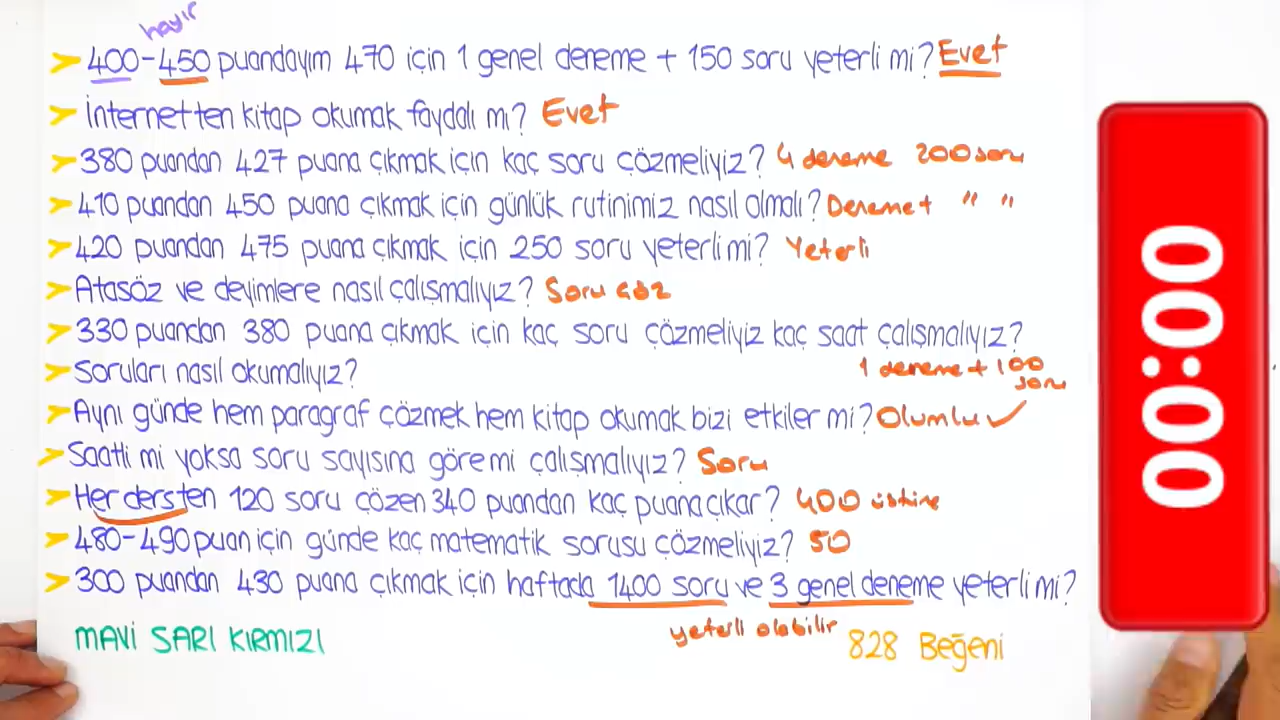 hayır
400-450 puandayım 470 için 1 genel deneme + 150 soru yeterli mi? Evet
İnternetten kitap okumak faydalı mı? Evet
380 puandan 427 puana çıkmak için kaç soru çözmeliyiz? 4 deneme 200 soru
410 puandan 450 puana çıkmak için günlük rutinimiz nasıl olmalı? Deneme+ " "
420 puandan 475 puana çıkmak için 250 soru yeterli mi? Yeterli
Atasöz ve deyimlere nasıl çalışmalıyız? Soru çöz
330 puandan 380 puana çıkmak için kaç soru çözmeliyiz kaç saat çalışmalıyız?
Soruları nasıl okumalıyız? 1 deneme + 100 soru
Aynı günde hem paragraf çözmek hem kitap okumak bizi etkiler mi? Olumlu ✓
Saatli mi yoksa soru sayısına göre mi çalışmalıyız? Soru
Her dersten 120 soru çözen 340 puandan kaç puana çıkar? 400 üstüne
480-490 puan için günde kaç matematik sorusu çözmeliyiz? 50
300 puandan 430 puana çıkmak için haftada 1400 soru ve 3 genel deneme yeterli mi?
yeterli olabilir
MAVİ SARI KIRMIZI 828 Beğeni
00:00